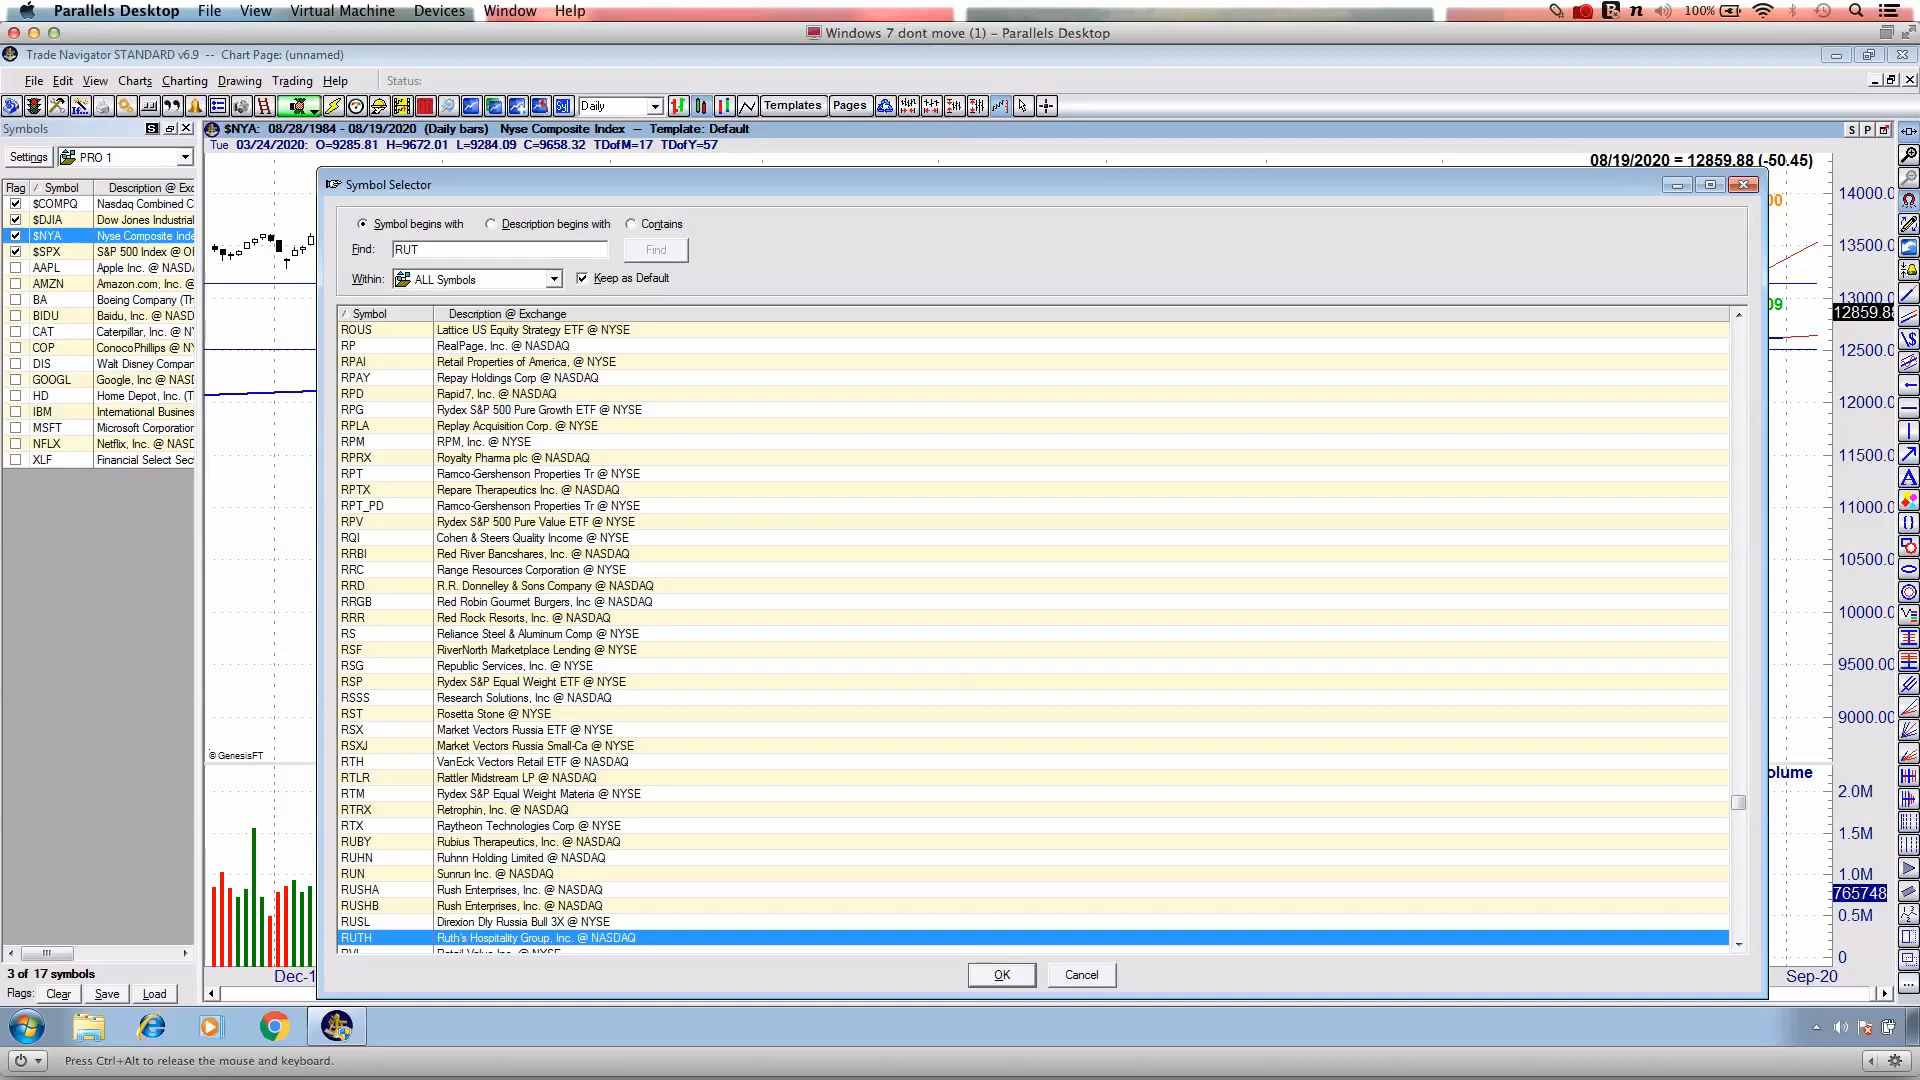 Parallels Desktop File View Virtual Machine Devices Window Help 100%
Windows 7 dont move (1) - Parallels Desktop
Trade Navigator STANDARD v6.9 -- Chart Page: (unnamed)
File Edit View Charts Charting Drawing Trading Help Status:
Daily Templates Pages
Symbols
$NYA: 08/28/1984 - 08/19/2020 (Daily bars) Nyse Composite Index -- Template: Default S P
Tue 03/24/2020: O=9285.81 H=9672.01 L=9284.09 C=9658.32 TDofM=17 TDofY=57
Settings PRO 1
08/19/2020 = 12859.88 (-50.45)
Flag Symbol Description @ Exc
$COMPQ Nasdaq Combined C
$DJIA Dow Jones Industrial
$NYA Nyse Composite Inde
$SPX S&P 500 Index @ OF
AAPL Apple Inc. @ NASD
AMZN Amazon.com, Inc. @
BA Boeing Company (Th
BIDU Baidu, Inc. @ NASD
CAT Caterpillar, Inc. @ N
COP ConocoPhillips @ NY
DIS Walt Disney Compan
GOOGL Google, Inc @ NASD
HD Home Depot, Inc. (T
IBM International Busines
MSFT Microsoft Corporation
NFLX Netflix, Inc. @ NASD
XLF Financial Select Sec
Symbol Selector
Symbol begins with Description begins with Contains
Find: RUT Find
Within: ALL Symbols Keep as Default
Symbol Description @ Exchange
ROUS Lattice US Equity Strategy ETF @ NYSE
RP RealPage, Inc. @ NASDAQ
RPAI Retail Properties of America, @ NYSE
RPAY Repay Holdings Corp @ NASDAQ
RPD Rapid7, Inc. @ NASDAQ
RPG Rydex S&P 500 Pure Growth ETF @ NYSE
RPLA Replay Acquisition Corp. @ NYSE
RPM RPM, Inc. @ NYSE
RPRX Royalty Pharma plc @ NASDAQ
RPT Ramco-Gershenson Properties Tr @ NYSE
RPTX Repare Therapeutics Inc. @ NASDAQ
RPT_PD Ramco-Gershenson Properties Tr @ NYSE
RPV Rydex S&P 500 Pure Value ETF @ NYSE
RQI Cohen & Steers Quality Income @ NYSE
RRBI Red River Bancshares, Inc. @ NASDAQ
RRC Range Resources Corporation @ NYSE
RRD R.R. Donnelley & Sons Company @ NASDAQ
RRGB Red Robin Gourmet Burgers, Inc @ NASDAQ
RRR Red Rock Resorts, Inc. @ NASDAQ
RS Reliance Steel & Aluminum Comp @ NYSE
RSF RiverNorth Marketplace Lending @ NYSE
RSG Republic Services, Inc. @ NYSE
RSP Rydex S&P Equal Weight ETF @ NYSE
RSSS Research Solutions, Inc @ NASDAQ
RST Rosetta Stone @ NYSE
RSX Market Vectors Russia ETF @ NYSE
RSXJ Market Vectors Russia Small-Ca @ NYSE
RTH VanEck Vectors Retail ETF @ NYSE
RTLR Rattler Midstream LP @ NASDAQ
RTM Rydex S&P Equal Weight Materia @ NYSE
RTRX Retrophin, Inc. @ NASDAQ
RTX Raytheon Technologies Corp @ NYSE
RUBY Rubius Therapeutics, Inc. @ NASDAQ
RUHN Ruhnn Holding Limited @ NASDAQ
RUN Sunrun Inc. @ NASDAQ
RUSHA Rush Enterprises, Inc. @ NASDAQ
RUSHB Rush Enterprises, Inc. @ NASDAQ
RUSL Direxion Dly Russia Bull 3X @ NYSE
RUTH Ruth's Hospitality Group, Inc. @ NASDAQ
RVI Retail Value Inc. @ NYSE
OK Cancel
14000.0
00
13500.0
13000.0
09
12859.88
12500.0
12000.0
11500.0
11000.0
10500.0
10000.0
9500.00
9000.00
©GenesisFT
olume
2.0M
1.5M
1.0M
765748
0.5M
0
Dec-1 Sep-20
3 of 17 symbols
Flags: Clear Save Load
Press Ctrl+Alt to release the mouse and keyboard.